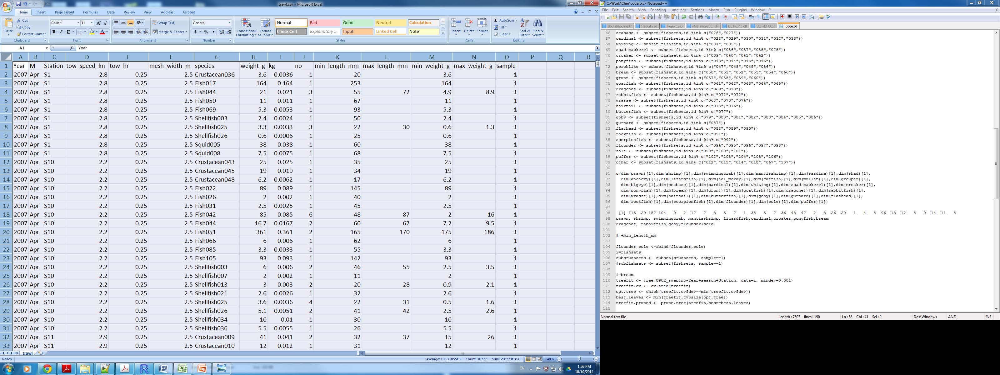 trawl.csv - Microsoft Excel
Home Insert Page Layout Formulas Data Review View Add-Ins Acrobat
Cut
Copy
Format Painter
Paste
Clipboard
Calibri 11
B I U
Font
Wrap Text
Merge & Center
Alignment
General
$ % ,
Number
Conditional Formatting
Format as Table
Normal Bad Good Neutral Calculation
Check Cell Explanatory ... Input Linked Cell Note
Styles
Insert Delete Format
Cells
AutoSum
Fill
Clear
Sort & Filter
Find & Select
Editing
A1 fx Year
A B C D E F G H I J K L M N O P Q R
1 Year M Station tow_speed_kn tow_hr mesh_width_m species weight_g kg no min_length_mm max_length_mm min_weight_g max_weight_g sample
2 2007 Apr S1 2.8 0.25 2.5 Crustacean036 3.6 0.0036 1 20 3.6 1
3 2007 Apr S1 2.8 0.25 2.5 Fish017 164 0.164 1 253 164 1
4 2007 Apr S1 2.8 0.25 2.5 Fish044 21 0.021 3 55 72 4.9 8.9 1
5 2007 Apr S1 2.8 0.25 2.5 Fish050 11 0.011 1 67 11 1
6 2007 Apr S1 2.8 0.25 2.5 Fish069 5.3 0.0053 1 93 5.3 1
7 2007 Apr S1 2.8 0.25 2.5 Shellfish003 2.4 0.0024 1 50 2.4 1
8 2007 Apr S1 2.8 0.25 2.5 Shellfish025 3.3 0.0033 3 22 30 0.6 1.3 1
9 2007 Apr S1 2.8 0.25 2.5 Shellfish026 0.6 0.0006 1 25 0.6 1
10 2007 Apr S1 2.8 0.25 2.5 Squid005 38 0.038 1 60 38 1
11 2007 Apr S1 2.8 0.25 2.5 Squid008 7.5 0.0075 1 68 7.5 1
12 2007 Apr S10 2.2 0.25 2.5 Crustacean043 25 0.025 1 35 25 1
13 2007 Apr S10 2.2 0.25 2.5 Crustacean045 19 0.019 1 34 19 1
14 2007 Apr S10 2.2 0.25 2.5 Crustacean048 6.2 0.0062 1 17 6.2 1
15 2007 Apr S10 2.2 0.25 2.5 Fish022 89 0.089 1 145 89 1
16 2007 Apr S10 2.2 0.25 2.5 Fish026 2 0.002 1 40 2 1
17 2007 Apr S10 2.2 0.25 2.5 Fish031 2.5 0.0025 1 45 2.5 1
18 2007 Apr S10 2.2 0.25 2.5 Fish042 85 0.085 6 48 87 2 16 1
19 2007 Apr S10 2.2 0.25 2.5 Fish044 16.7 0.0167 2 60 67 7.2 9.5 1
20 2007 Apr S10 2.2 0.25 2.5 Fish051 361 0.361 2 165 170 175 186 1
21 2007 Apr S10 2.2 0.25 2.5 Fish066 6 0.006 1 62 6 1
22 2007 Apr S10 2.2 0.25 2.5 Fish085 3.3 0.0033 1 55 3.3 1
23 2007 Apr S10 2.2 0.25 2.5 Fish105 93 0.093 1 142 93 1
24 2007 Apr S10 2.2 0.25 2.5 Shellfish003 6 0.006 2 46 55 2.5 3.5 1
25 2007 Apr S10 2.2 0.25 2.5 Shellfish007 2 0.002 1 11 2 1
26 2007 Apr S10 2.2 0.25 2.5 Shellfish013 3 0.003 2 20 28 0.9 2.1 1
27 2007 Apr S10 2.2 0.25 2.5 Shellfish021 2.6 0.0026 1 32 2.6 1
28 2007 Apr S10 2.2 0.25 2.5 Shellfish025 3.6 0.0036 4 22 31 0.5 1.6 1
29 2007 Apr S10 2.2 0.25 2.5 Shellfish026 5.1 0.0051 2 41 42 2.5 2.6 1
30 2007 Apr S10 2.2 0.25 2.5 Shellfish034 10 0.01 1 30 10 1
31 2007 Apr S10 2.2 0.25 2.5 Shellfish036 5.5 0.0055 1 26 5.5 1
32 2007 Apr S11 2.9 0.25 2.5 Crustacean009 41 0.041 2 32 37 15 26 1
33 2007 Apr S11 2.9 0.25 2.5 Crustacean010 12 0.012 1 31 12 1
trawl
Ready Average: 195.7205513 Count: 18777 Sum: 2902731.496 140%
EN 1:56 PM
10/10/2012
C:\Work\Chin\code.txt - Notepad++
File Edit Search View Encoding Language Settings Macro Run Plugins Window ? X
Bootstrapping.R Report.sso Report.sso r4ss_notesBET.R BET-EPO.ctl BET-EPO.ctl code.txt
66 seabass <- subset(fishsets,id %in% c("026","027"))
67 cardinal <- subset(fishsets,id %in% c("028","029","030","031","032","033"))
68 whiting <- subset(fishsets,id %in% c("034","035"))
69 scad_mackerel <- subset(fishsets,id %in% c("036","037","038","078"))
70 croaker <- subset(fishsets,id %in% c("039","040","041","042"))
71 ponyfish <- subset(fishsets,id %in% c("043","044","045","046"))
72 perchlike <- subset(fishsets,id %in% c("047","048","049","056"))
73 bream <- subset(fishsets,id %in% c("050","051","052","053","054","066"))
74 grunt <- subset(fishsets,id %in% c("057","058","059","060"))
75 goatfish <- subset(fishsets,id %in% c("061","062","063","064","065"))
76 dragonet <- subset(fishsets,id %in% c("069","070"))
77 rabbitfish <- subset(fishsets,id %in% c("071","072"))
78 wrasse <- subset(fishsets,id %in% c("068","073","074"))
79 hairtail <- subset(fishsets,id %in% c("075","076"))
80 butterfish <- subset(fishsets,id %in% c("077"))
81 goby <- subset(fishsets,id %in% c("079","080","081","082","083","084","085","086"))
82 gurnard <- subset(fishsets,id %in% c("087"))
83 flathead <- subset(fishsets,id %in% c("088","089","090"))
84 rockfish <- subset(fishsets,id %in% c("091"))
85 scorpionfish <- subset(fishsets,id %in% c("092"))
86 flounder <- subset(fishsets,id %in% c("094","095","096","097","098"))
87 sole <- subset(fishsets,id %in% c("099","100","101"))
88 puffer <- subset(fishsets,id %in% c("102","103","104","105","106"))
89 other <- subset(fishsets,id %in% c("012","013","014","018","067","107"))
90
91 c(dim(prawn)[1],dim(shrimp)[1],dim(swimmingcrab)[1],dim(mantisshrimp)[1],dim(sardine)[1],dim(shad)[1],
92 dim(anchovy)[1],dim(lizardfish)[1],dim(eel_moray)[1],dim(catfish)[1],dim(mullet)[1],dim(grouper)[1],
93 dim(bigeye)[1],dim(seabass)[1],dim(cardinal)[1],dim(whiting)[1],dim(scad_mackerel)[1],dim(croaker)[1],
94 dim(ponyfish)[1],dim(bream)[1],dim(grunt)[1],dim(goatfish)[1],dim(dragonet)[1],dim(rabbitfish)[1],
95 dim(wrasse)[1],dim(hairtail)[1],dim(butterfish)[1],dim(goby)[1],dim(gurnard)[1],dim(flathead)[1],
96 dim(rockfish)[1],dim(scorpionfish)[1],dim(flounder)[1],dim(sole)[1],dim(puffer)[1])
97
98 [1] 115 29 157 104 0 2 17 7 3 5 7 1 38 5 7 36 43 47 2 3 26 20 1 4 8 96 13 12 8 0 14 11 8
99 prawn, shrimp, swimmingcrab, mantisshrimp, lizardfish,cardinal,croaker,ponyfish,bream
100 dragonet, rabbitfish,goby,flounder+sole
101
102 # +min_length_mm
103
104 flounder_sole <-rbind(flounder,sole)
105 i=fishsets
106 subcrustsets <- subset(crustsets, sample==1)
107 #subfishsets <- subset(fishsets, sample==1)
108
109 i=bream
110 treefit <- tree(CPUE_sweptno~Year+season+Station, data=i, mindev=0.001)
111 treefit.cv <- cv.tree(treefit)
112 opt.tree <- which(treefit.cv$dev==min(treefit.cv$dev))
113 best.leaves <- min(treefit.cv$size[opt.tree])
114 treefit.pruned <- prune.tree(treefit,best=best.leaves)
115
Normal text file length : 7603 lines : 190 Ln : 58 Col : 41 Sel : 0 Dos\Windows ANSI INS